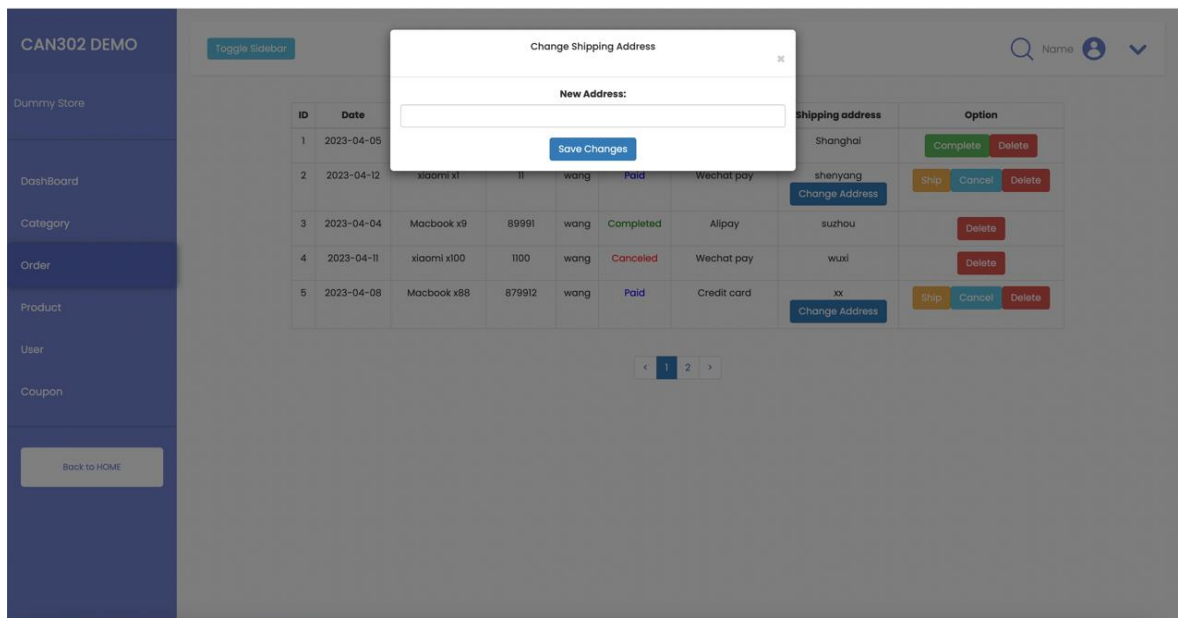 CAN302 DEMO
Toggle Sidebar
Change Shipping Address
×
Name
Dummy Store
New Address:
ID Date Shipping address Option
1 2023-04-05 Shanghai Complete Delete
Save Changes
2 2023-04-12 xiaomi x1 11 wang Paid Wechat pay shenyang Ship Cancel Delete
Change Address
DashBoard
Category
3 2023-04-04 Macbook x9 89991 wang Completed Alipay suzhou Delete
Order
4 2023-04-11 xiaomi x100 1100 wang Canceled Wechat pay wuxi Delete
5 2023-04-08 Macbook x88 879912 wang Paid Credit card xx Ship Cancel Delete
Change Address
Product
User
< 1 2 >
Coupon
Back to HOME